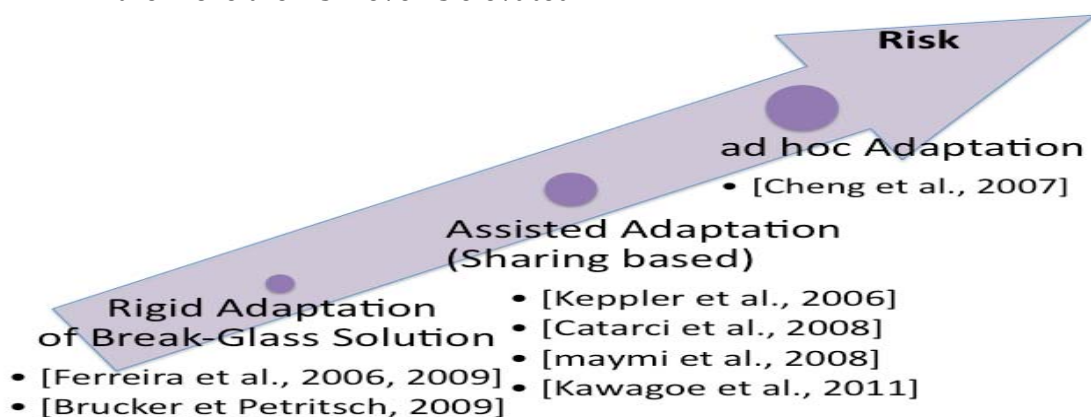 Risk
ad hoc Adaptation
• [Cheng et al., 2007]
Assisted Adaptation
(Sharing based)
• [Keppler et al., 2006]
• [Catarci et al., 2008]
• [maymi et al., 2008]
• [Kawagoe et al., 2011]
Rigid Adaptation
of Break-Glass Solution
• [Ferreira et al., 2006, 2009]
• [Brucker et Petritsch, 2009]